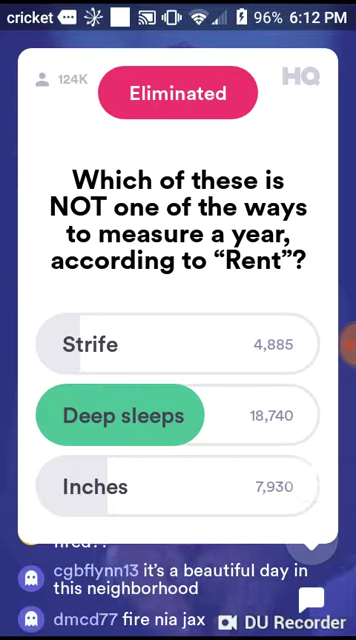 cricket 96% 6:12 PM
124K Eliminated HQ
Which of these is
NOT one of the ways
to measure a year,
according to “Rent”?
Strife 4,885
Deep sleeps 18,740
Inches 7,930
cgbflynn13 it's a beautiful day in
this neighborhood
dmcd77 fire nia jax
DU Recorder